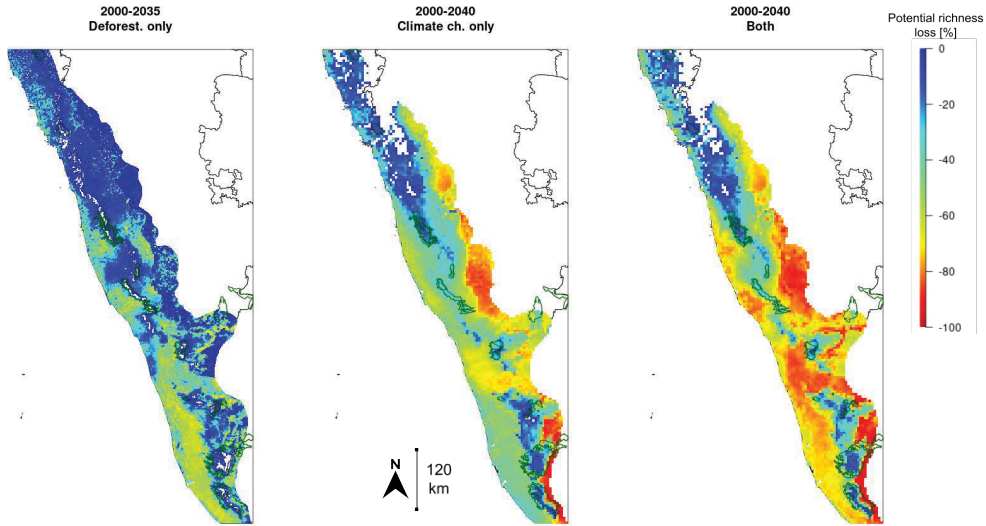 2000-2035
Deforest. only
2000-2040
Climate ch. only
2000-2040
Both
Potential richness
loss [%]
0
-20
-40
-60
-80
-100
N
120
km